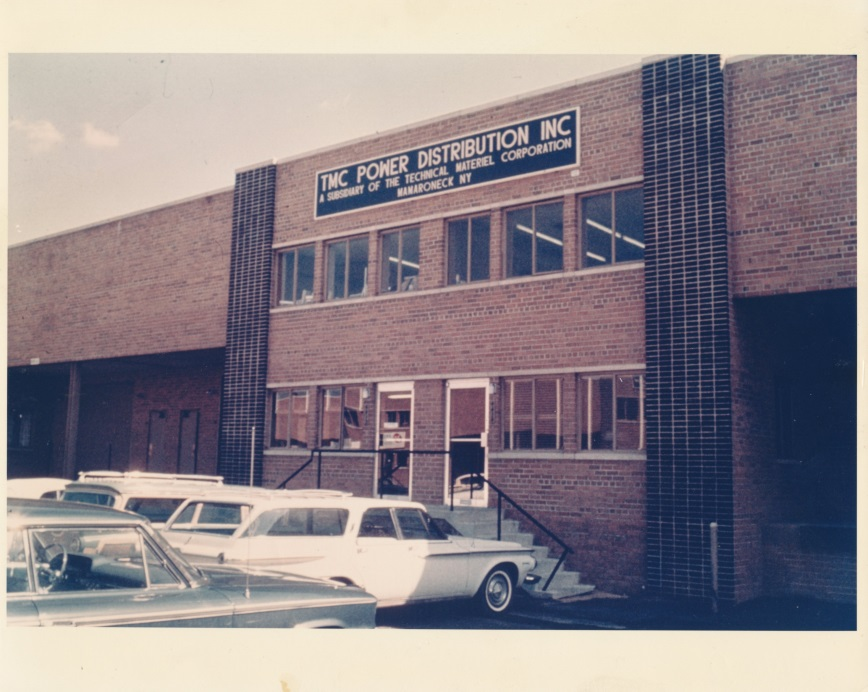 TMC POWER DISTRIBUTION INC
A SUBSIDIARY OF THE TECHNICAL MATERIEL CORPORATION
MAMARONECK NY